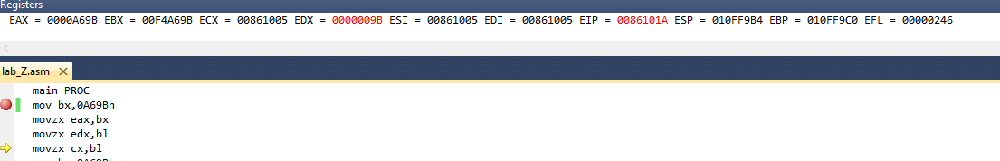 Registers
EAX = 0000A69B EBX = 00F4A69B ECX = 00861005 EDX = 0000009B ESI = 00861005 EDI = 00861005 EIP = 0086101A ESP = 010FF9B4 EBP = 010FF9C0 EFL = 00000246
lab_Z.asm
main PROC
mov bx,0A69Bh
movzx eax,bx
movzx edx,bl
movzx cx,bl